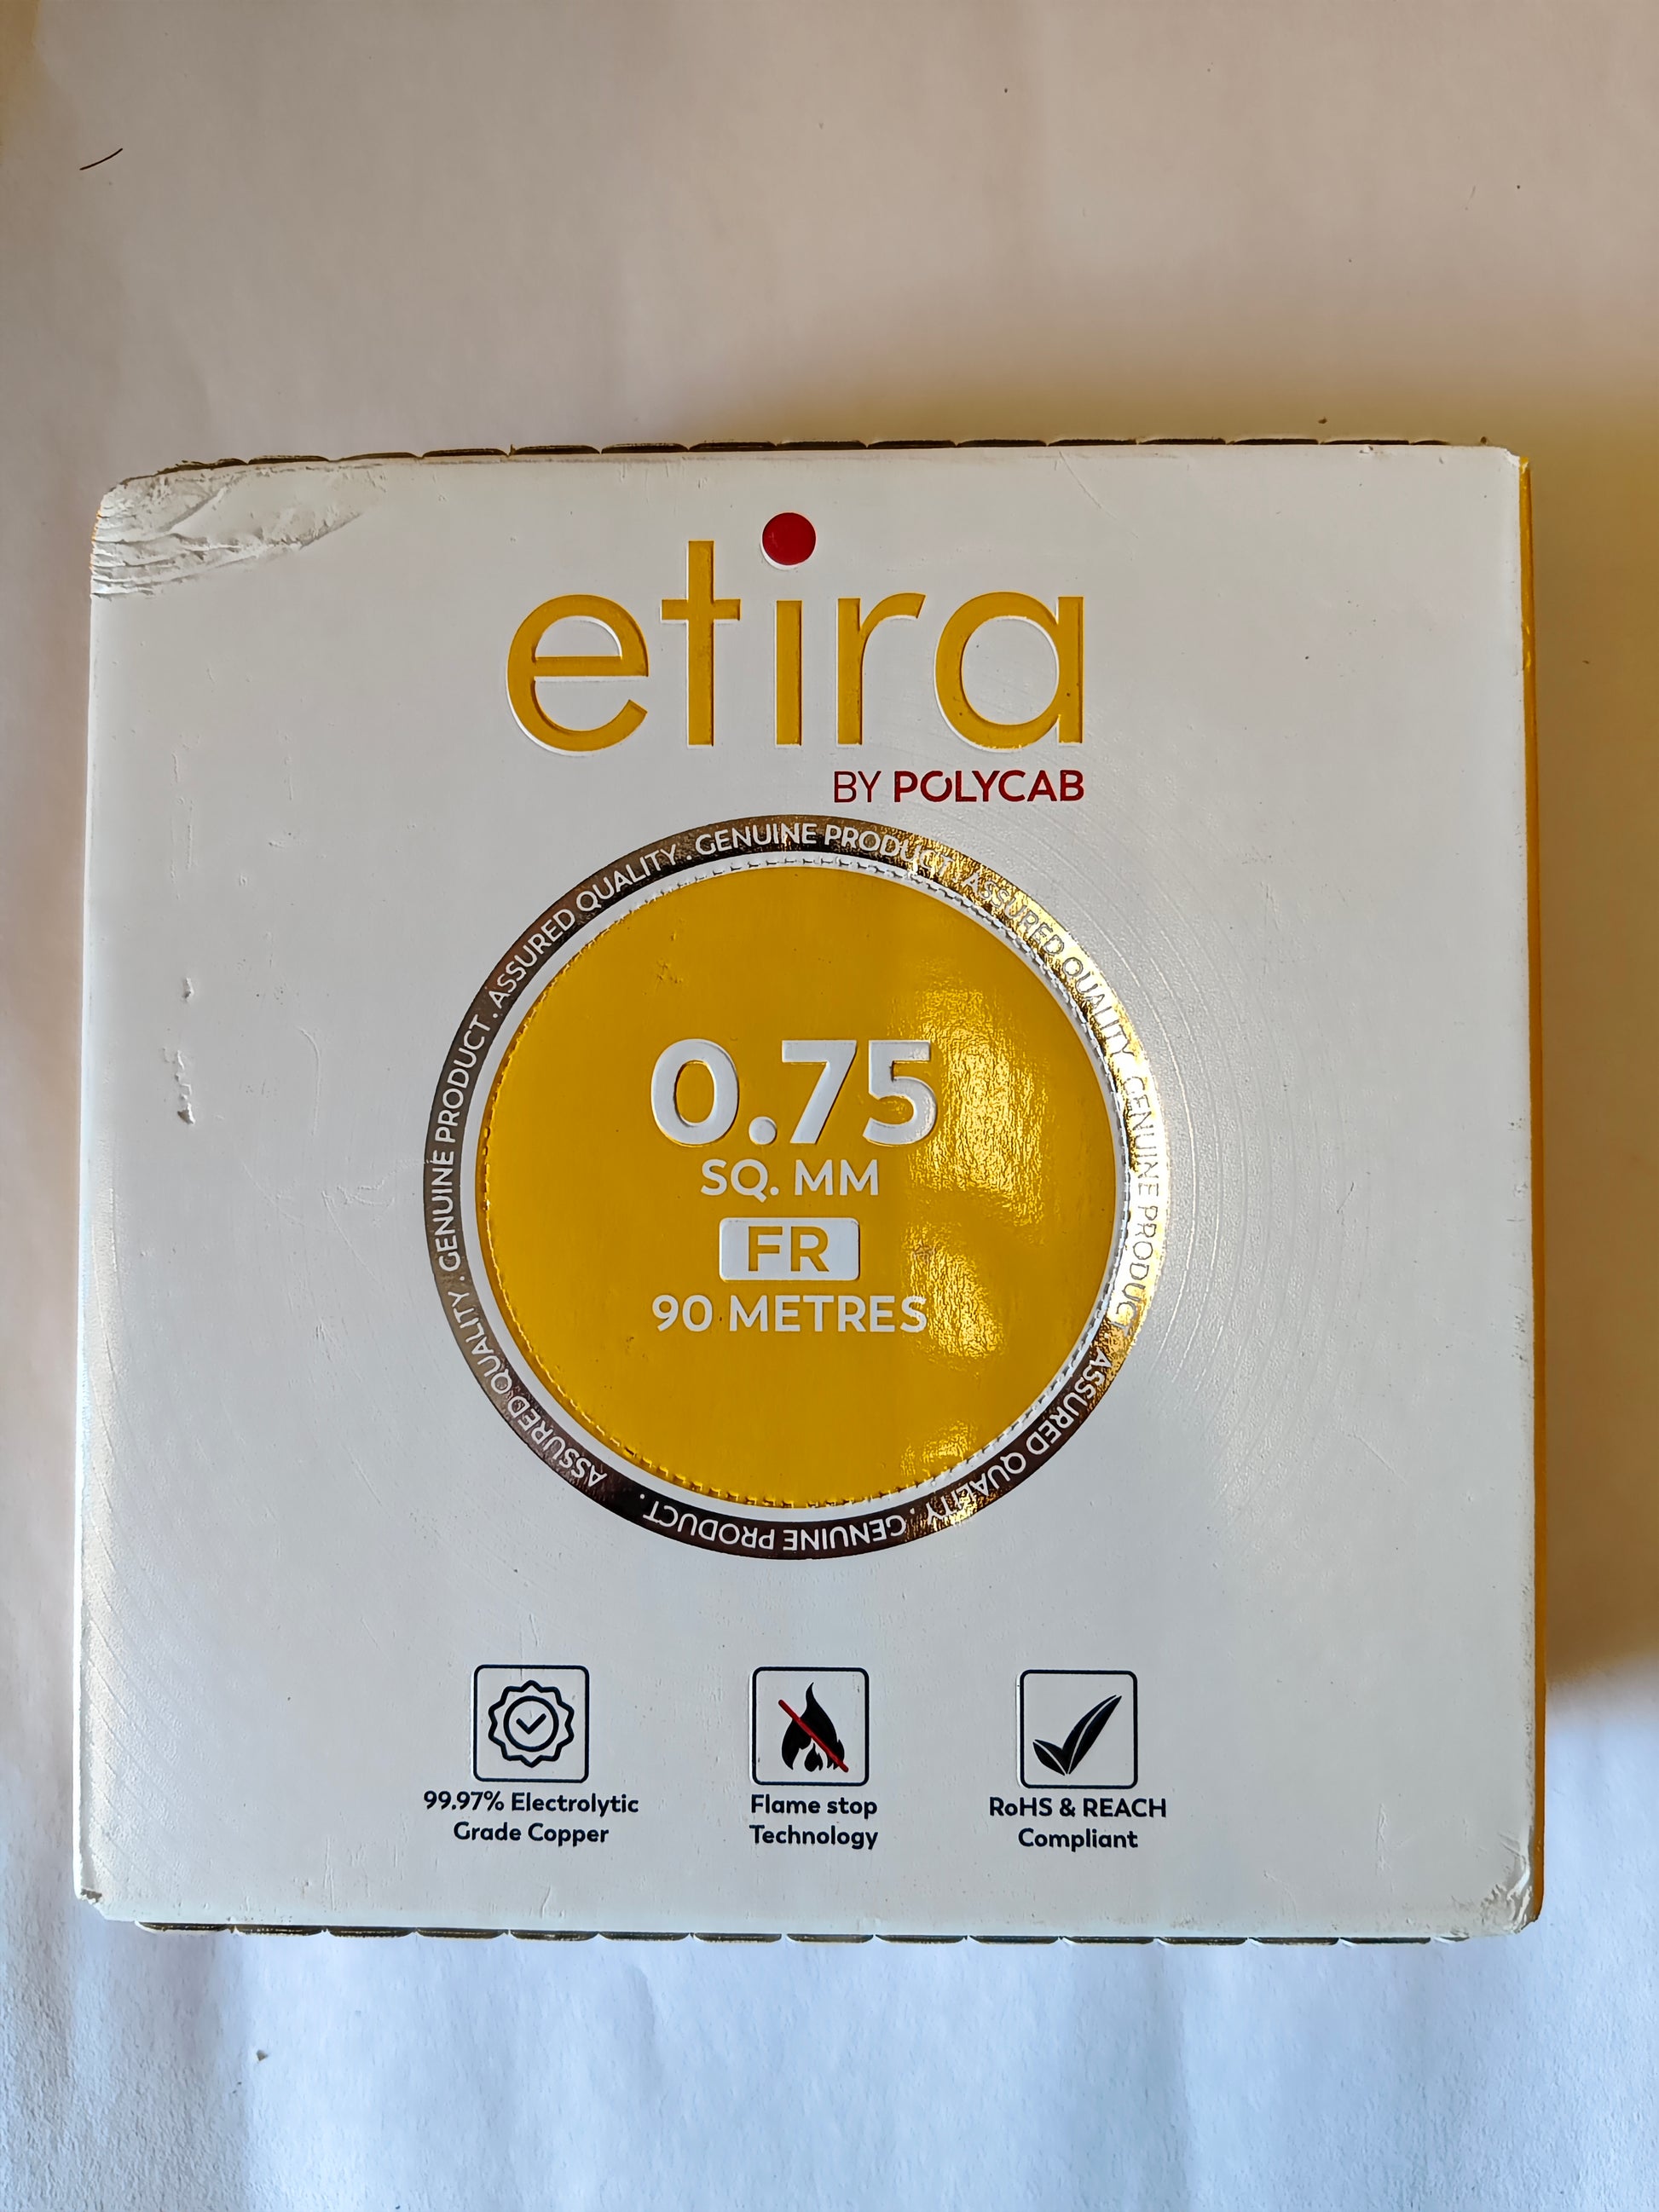 etira
BY POLYCAB
GENUINE PRODUCT . ASSURED QUALITY . GENUINE PRODUCT . ASSURED QUALITY . GENUINE PRODUCT . ASSURED QUALITY . GENUINE PRODUCT . ASSURED QUALITY .
0.75
SQ. MM
FR
90 METRES
99.97% Electrolytic
Grade Copper
Flame stop
Technology
RoHS & REACH
Compliant